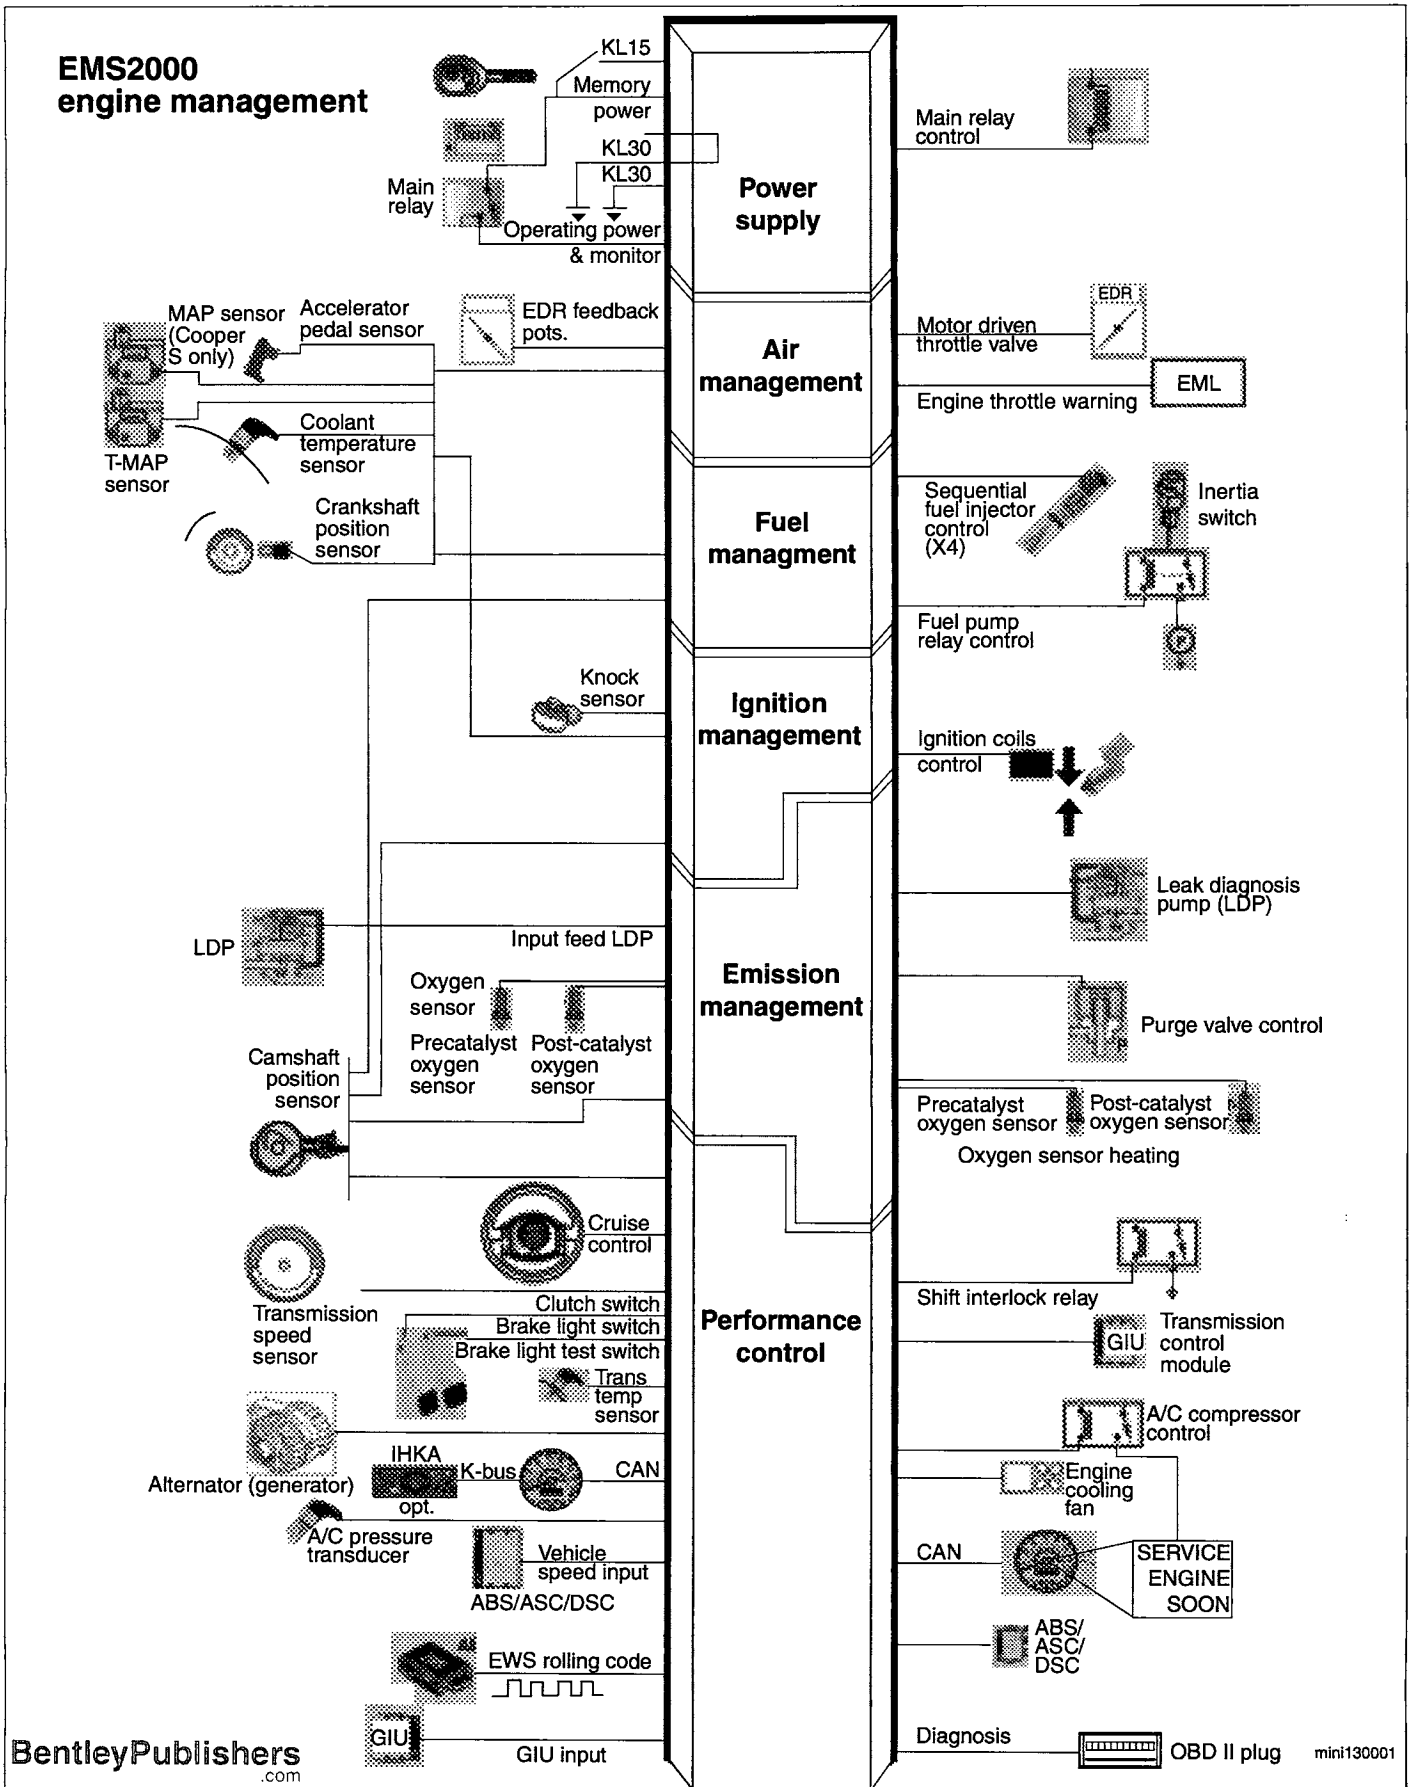 EMS2000
engine management
KL15
Memory
power
KL30
KL30
Main
relay
Operating power
& monitor
Power
supply
Main relay
control
MAP sensor
(Cooper
S only)
Accelerator
pedal sensor
EDR feedback
pots.
T-MAP
sensor
Coolant
temperature
sensor
Crankshaft
position
sensor
Air
management
EDR
Motor driven
throttle valve
EML
Engine throttle warning
Fuel
managment
Sequential
fuel injector
control
(X4)
Inertia
switch
Fuel pump
relay control
P
Knock
sensor
Ignition
management
Ignition coils
control
LDP
Input feed LDP
Oxygen
sensor
Precatalyst
oxygen
sensor
Post-catalyst
oxygen
sensor
Camshaft
position
sensor
Emission
management
Leak diagnosis
pump (LDP)
Purge valve control
Precatalyst
oxygen sensor
Post-catalyst
oxygen sensor
Oxygen sensor heating
Cruise
control
Transmission
speed
sensor
Clutch switch
Brake light switch
Brake light test switch
Trans
temp
sensor
Alternator (generator)
IHKA
K-bus
CAN
opt.
A/C pressure
transducer
Vehicle
speed input
ABS/ASC/DSC
EWS rolling code
GIU
GIU input
Performance
control
Shift interlock relay
GIU
Transmission
control
module
A/C compressor
control
Engine
cooling
fan
CAN
SERVICE
ENGINE
SOON
ABS/
ASC/
DSC
Diagnosis
OBD II plug
mini130001
BentleyPublishers
.com